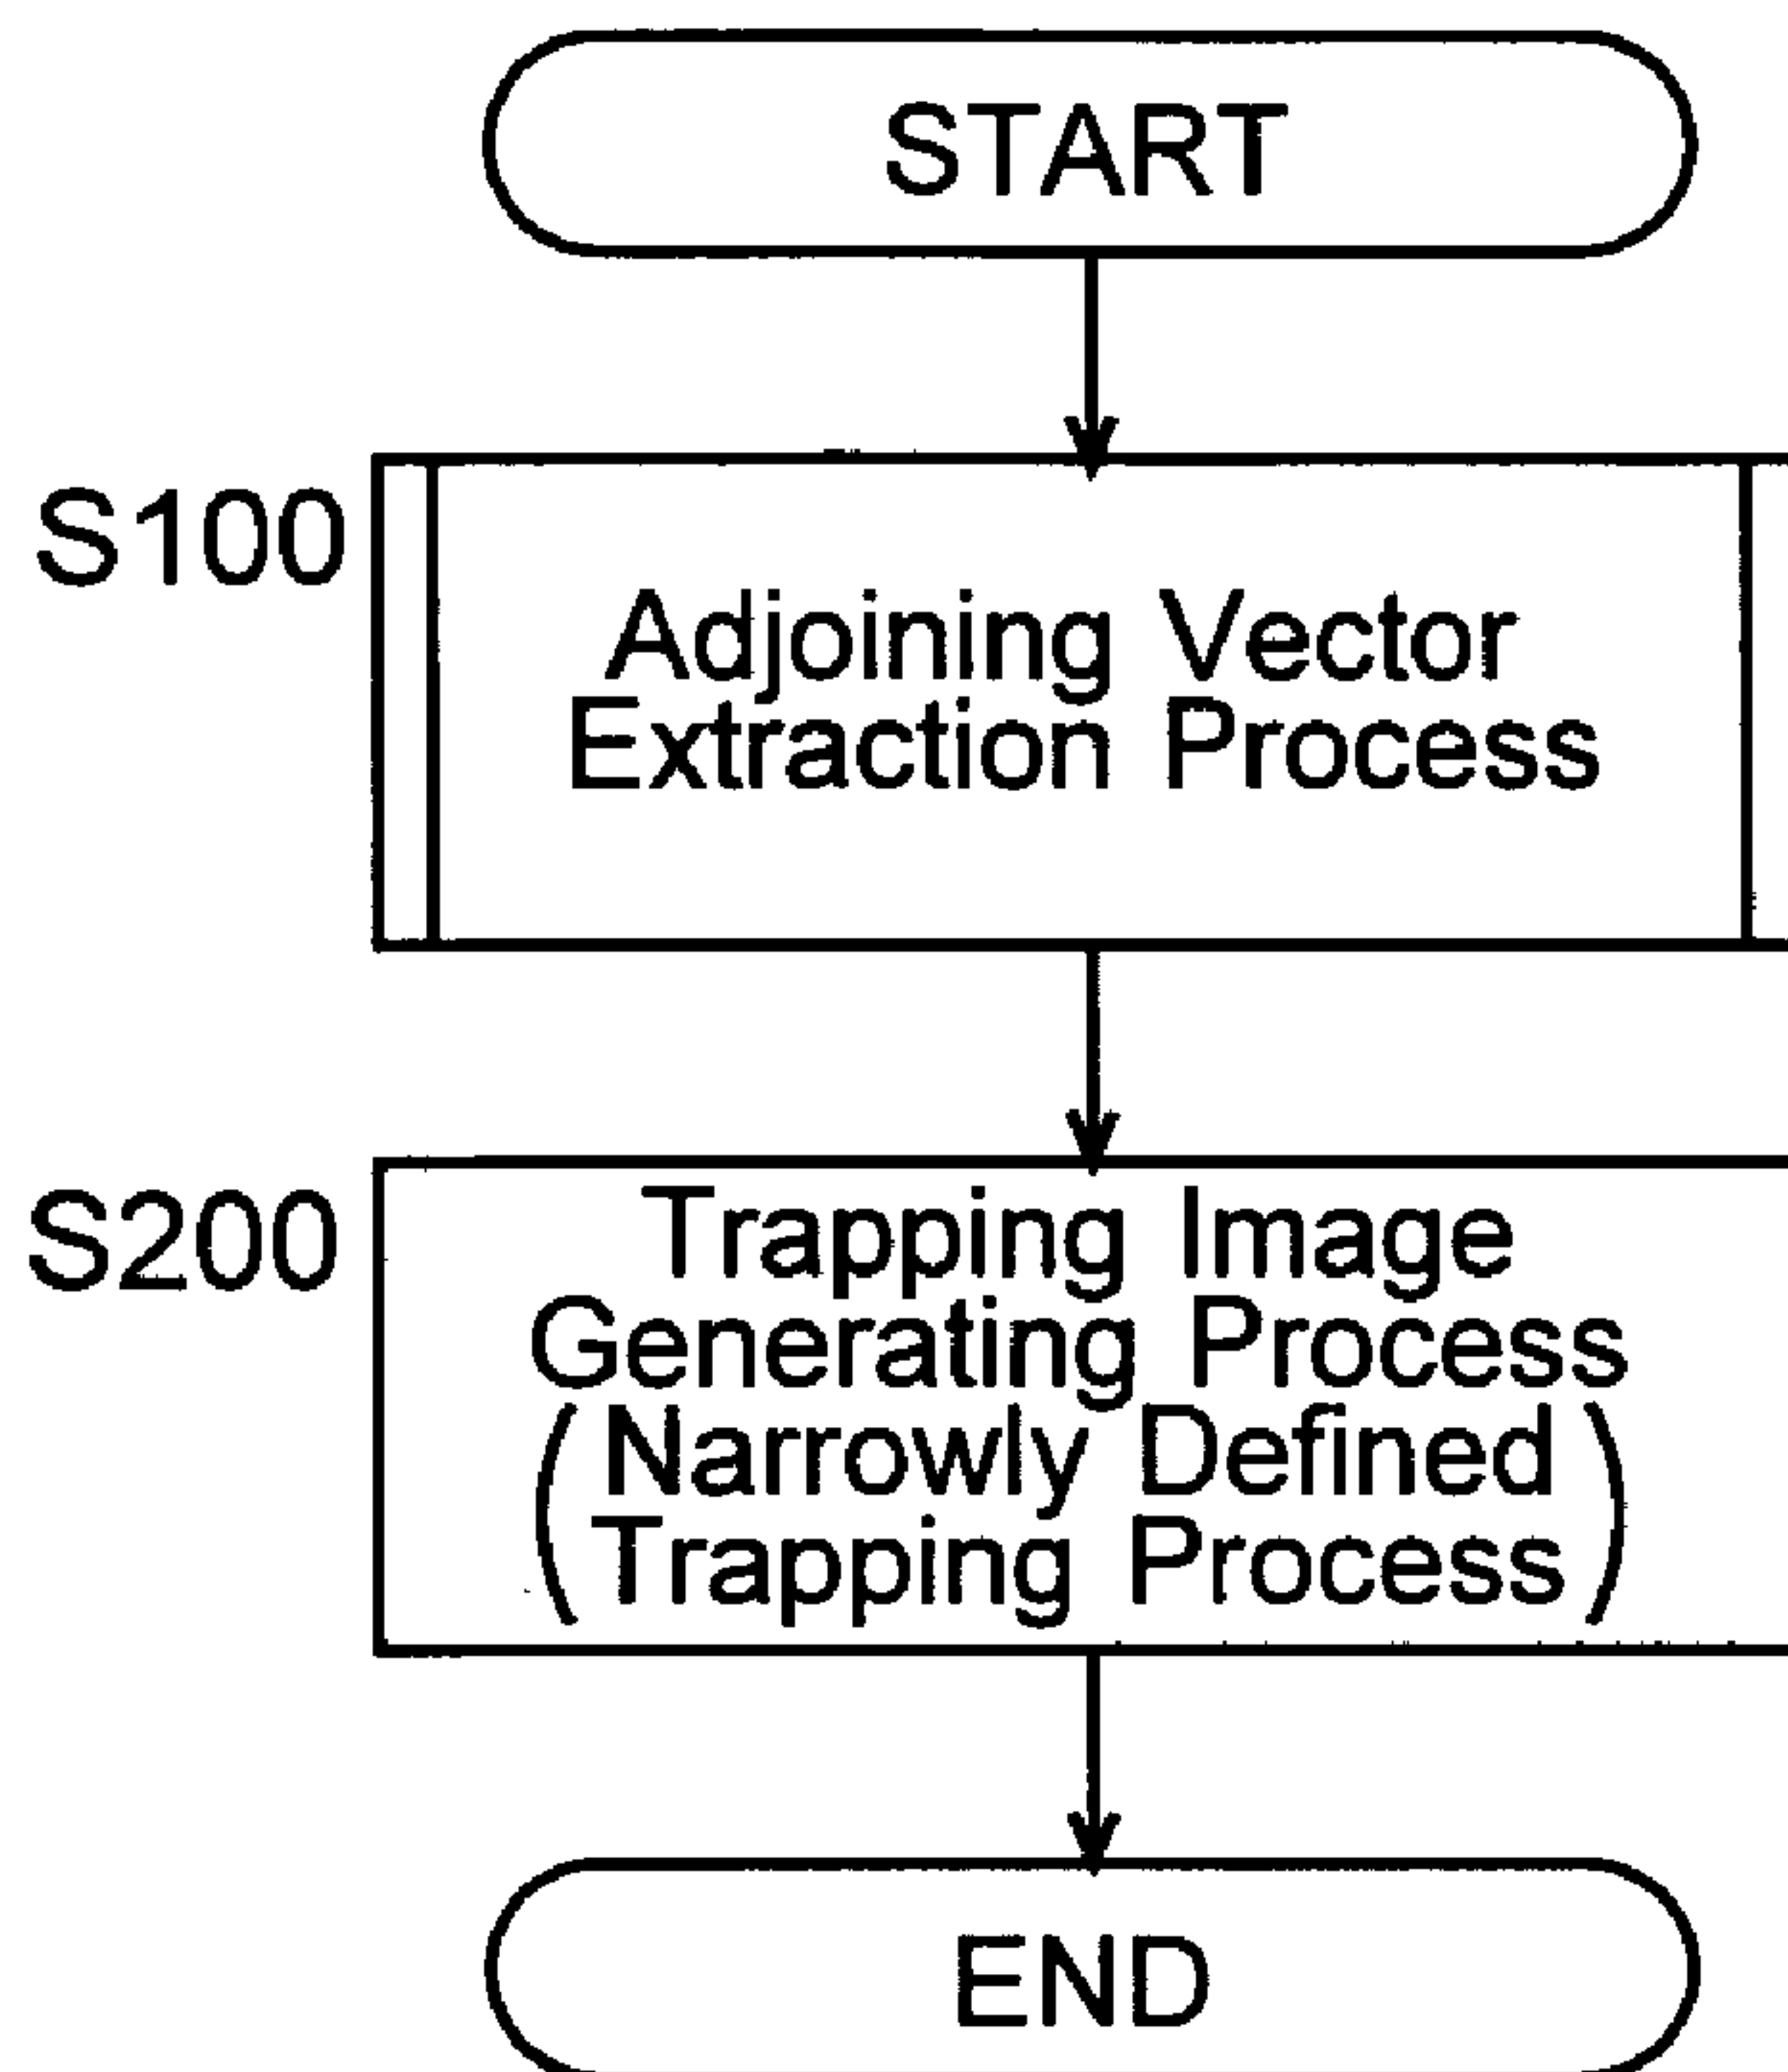 START
S100
Adjoining Vector
Extraction Process
S200
Trapping Image
Generating Process
( Narrowly Defined
Trapping Process )
END